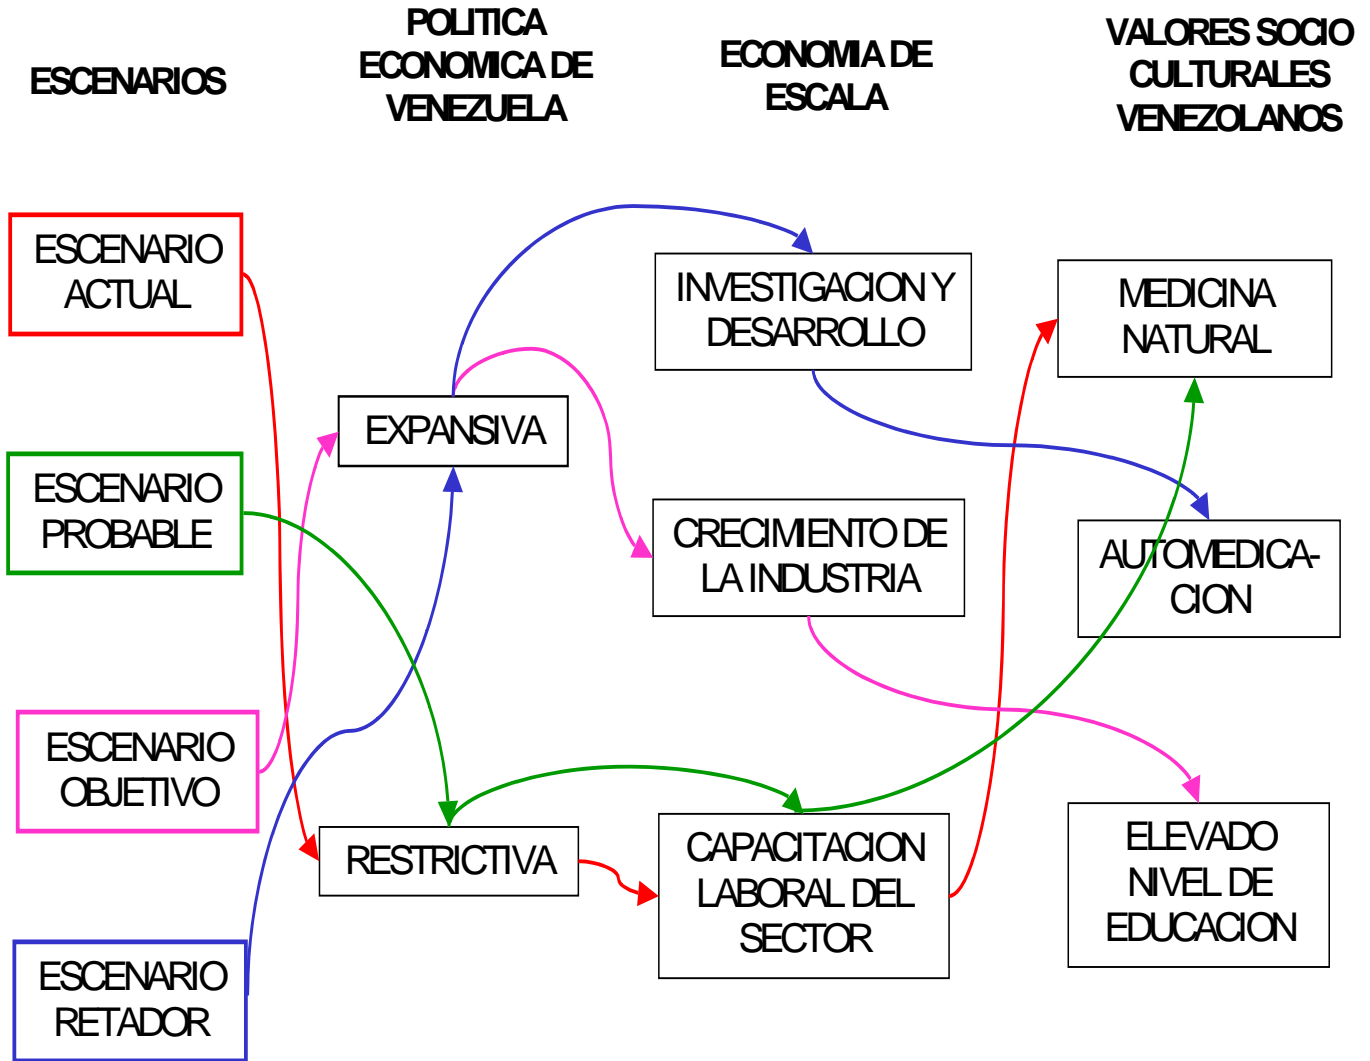 ESCENARIOS
POLITICA
ECONOMICA DE
VENEZUELA
ECONOMIA DE
ESCALA
VALORES SOCIO
CULTURALES
VENEZOLANOS
ESCENARIO
ACTUAL
ESCENARIO
PROBABLE
ESCENARIO
OBJETIVO
ESCENARIO
RETADOR
EXPANSIVA
RESTRICTIVA
INVESTIGACION Y
DESARROLLO
CRECIMIENTO DE
LA INDUSTRIA
CAPACITACION
LABORAL DEL
SECTOR
MEDICINA
NATURAL
AUTOMEDICA-
CION
ELEVADO
NIVEL DE
EDUCACION